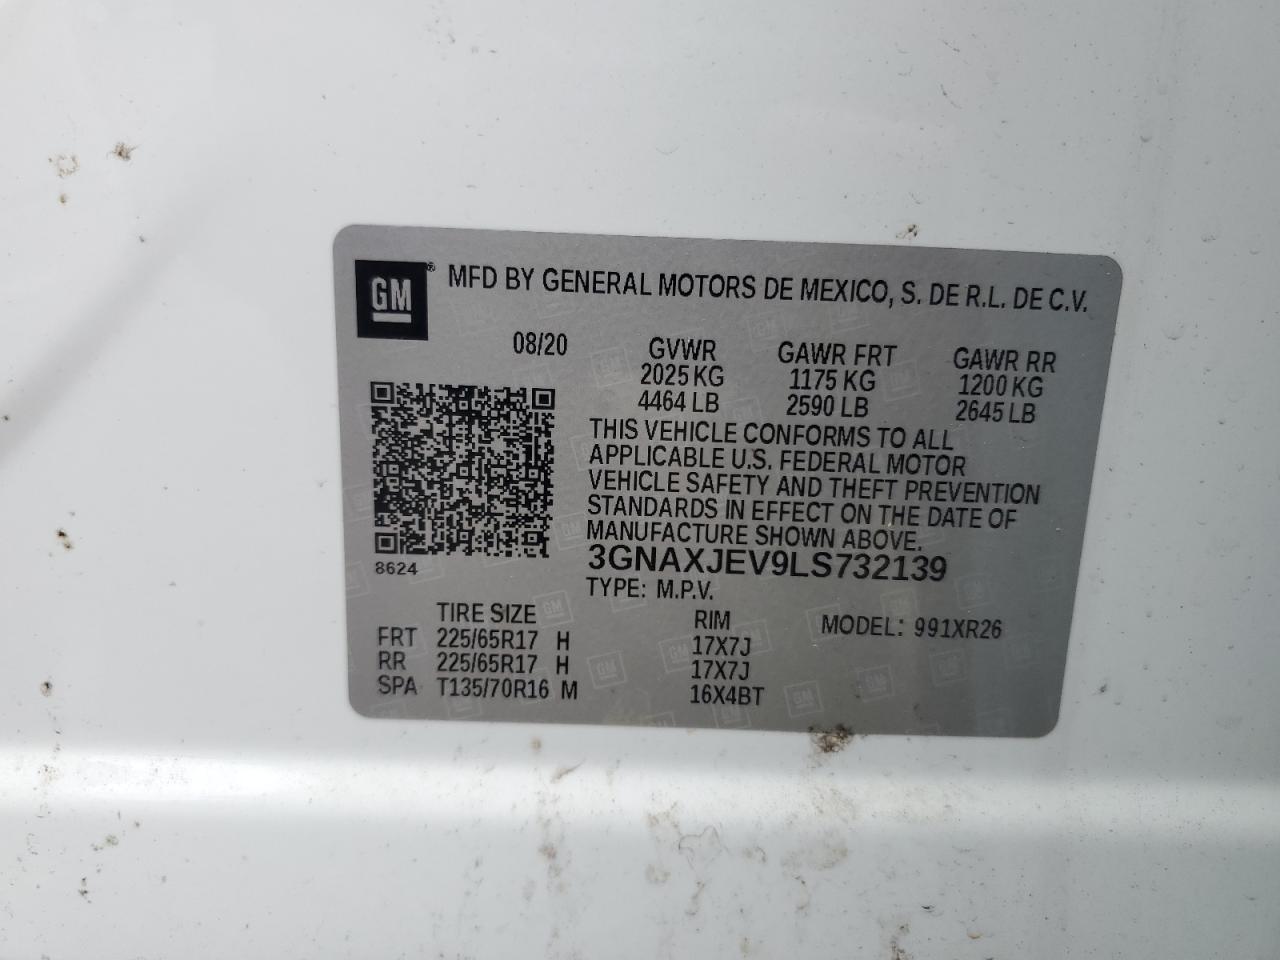 GM® MFD BY GENERAL MOTORS DE MEXICO, S. DE R.L. DE C.V.
08/20 GVWR GAWR FRT GAWR RR
2025 KG 1175 KG 1200 KG
4464 LB 2590 LB 2645 LB
THIS VEHICLE CONFORMS TO ALL
APPLICABLE U.S. FEDERAL MOTOR
VEHICLE SAFETY AND THEFT PREVENTION
STANDARDS IN EFFECT ON THE DATE OF
MANUFACTURE SHOWN ABOVE.
8624 3GNAXJEV9LS732139
TYPE: M.P.V.
TIRE SIZE RIM MODEL: 991XR26
FRT 225/65R17 H 17X7J
RR 225/65R17 H 17X7J
SPA T135/70R16 M 16X4BT